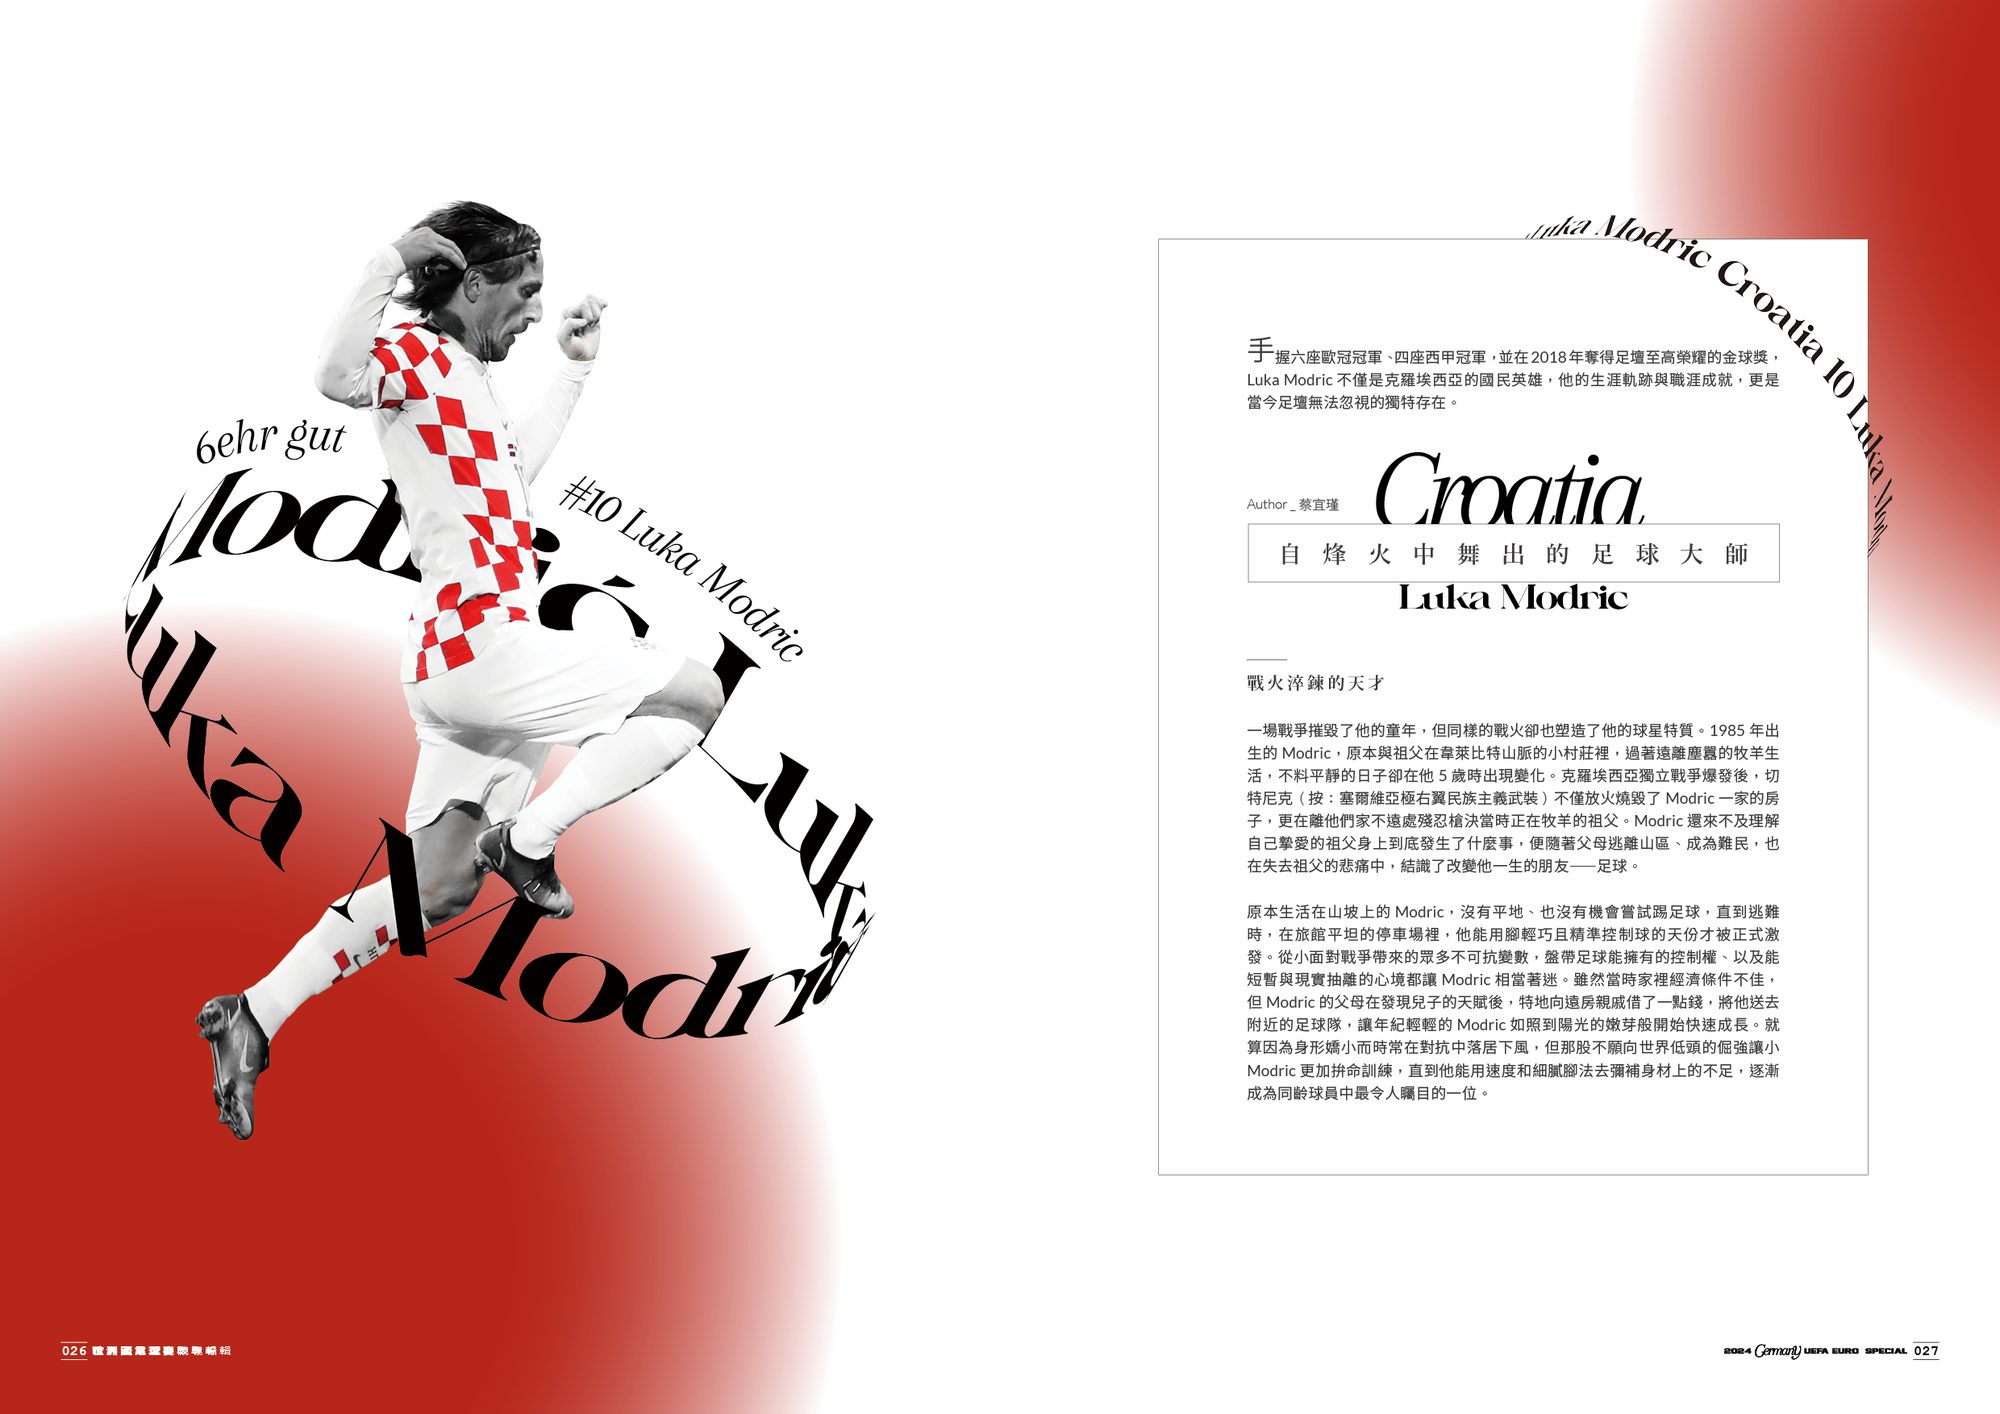 6ehr gut
Modrić Luka
Luka Modrić
#10 Luka Modric
026
Luka Modric Croatia 10 Luka Modric
手握六座歐冠冠軍、四座西甲冠軍，並在 2018 年奪得足壇至高榮耀的金球獎，
Luka Modric 不僅是克羅埃西亞的國民英雄，他的生涯軌跡與職涯成就，更是
當今足壇無法忽視的獨特存在。
Author _ 蔡宜瑾
Croatia
自烽火中舞出的足球大師
Luka Modric
戰火淬鍊的天才
一場戰爭摧毀了他的童年，但同樣的戰火卻也塑造了他的球星特質。1985 年出
生的 Modric，原本與祖父在韋萊比特山脈的小村莊裡，過著遠離塵囂的牧羊生
活，不料平靜的日子卻在他 5 歲時出現變化。克羅埃西亞獨立戰爭爆發後，切
特尼克（按：塞爾維亞極右翼民族主義武裝）不僅放火燒毀了 Modric 一家的房
子，更在離他們家不遠處殘忍槍決當時正在牧羊的祖父。Modric 還來不及理解
自己摯愛的祖父身上到底發生了什麼事，便隨著父母逃離山區、成為難民，也
在失去祖父的悲痛中，結識了改變他一生的朋友——足球。
原本生活在山坡上的 Modric，沒有平地、也沒有機會嘗試踢足球，直到逃難
時，在旅館平坦的停車場裡，他能用腳輕巧且精準控制球的天份才被正式激
發。從小面對戰爭帶來的眾多不可抗變數，盤帶足球能擁有的控制權、以及能
短暫與現實抽離的心境都讓 Modric 相當著迷。雖然當時家裡經濟條件不佳，
但 Modric 的父母在發現兒子的天賦後，特地向遠房親戚借了一點錢，將他送去
附近的足球隊，讓年紀輕輕的 Modric 如照到陽光的嫩芽般開始快速成長。就
算因為身形嬌小而時常在對抗中落居下風，但那股不願向世界低頭的倔強讓小
Modric 更加拚命訓練，直到他能用速度和細膩腳法去彌補身材上的不足，逐漸
成為同齡球員中最令人矚目的一位。
2024 Germany UEFA EURO SPECIAL 027